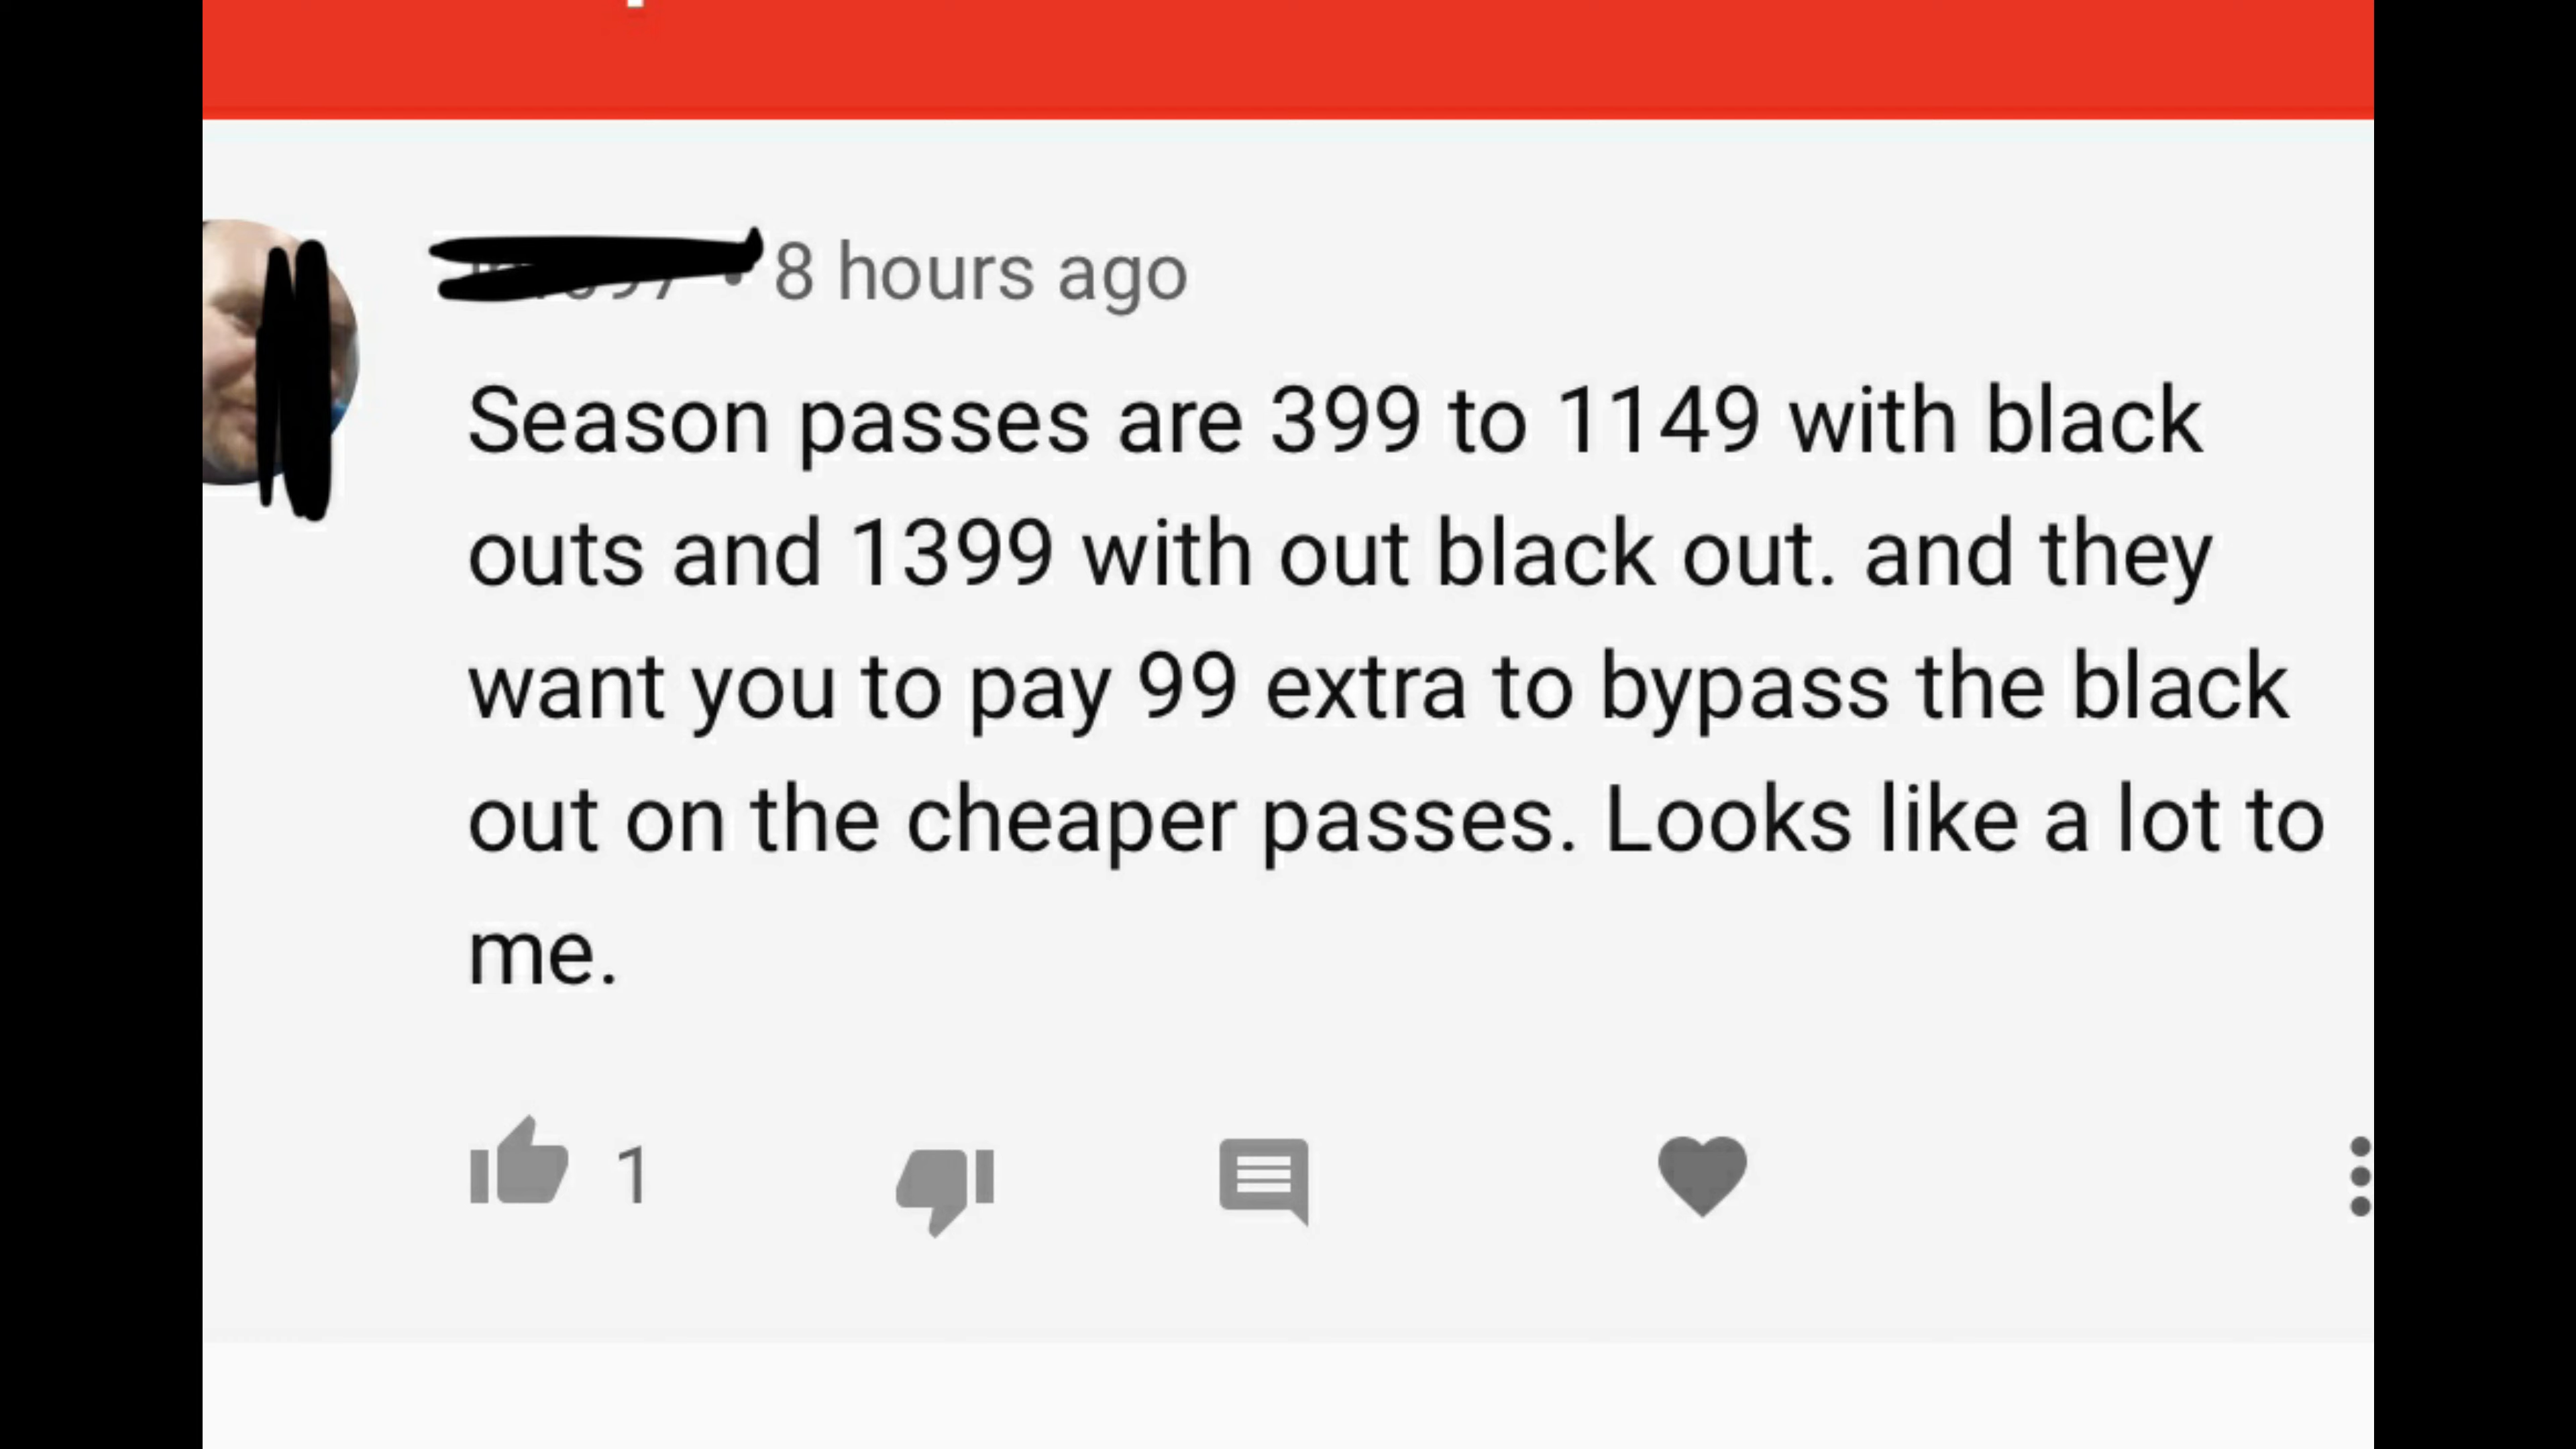 8 hours ago
Season passes are 399 to 1149 with black
outs and 1399 with out black out. and they
want you to pay 99 extra to bypass the black
out on the cheaper passes. Looks like a lot to
me.
1